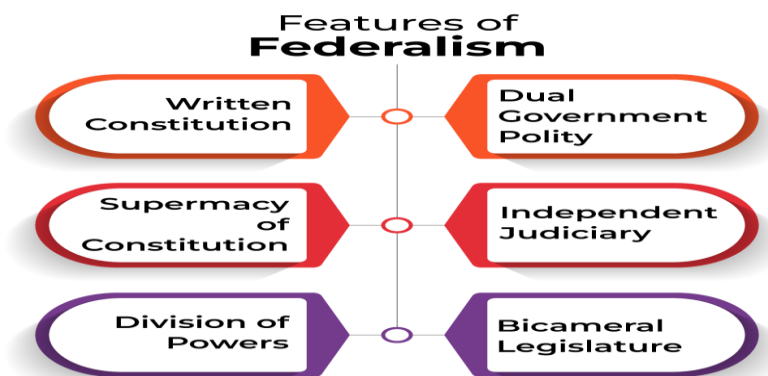 Features of
Federalism
Written
Constitution
Dual
Government
Polity
Supermacy
of
Constitution
Independent
Judiciary
Division of
Powers
Bicameral
Legislature